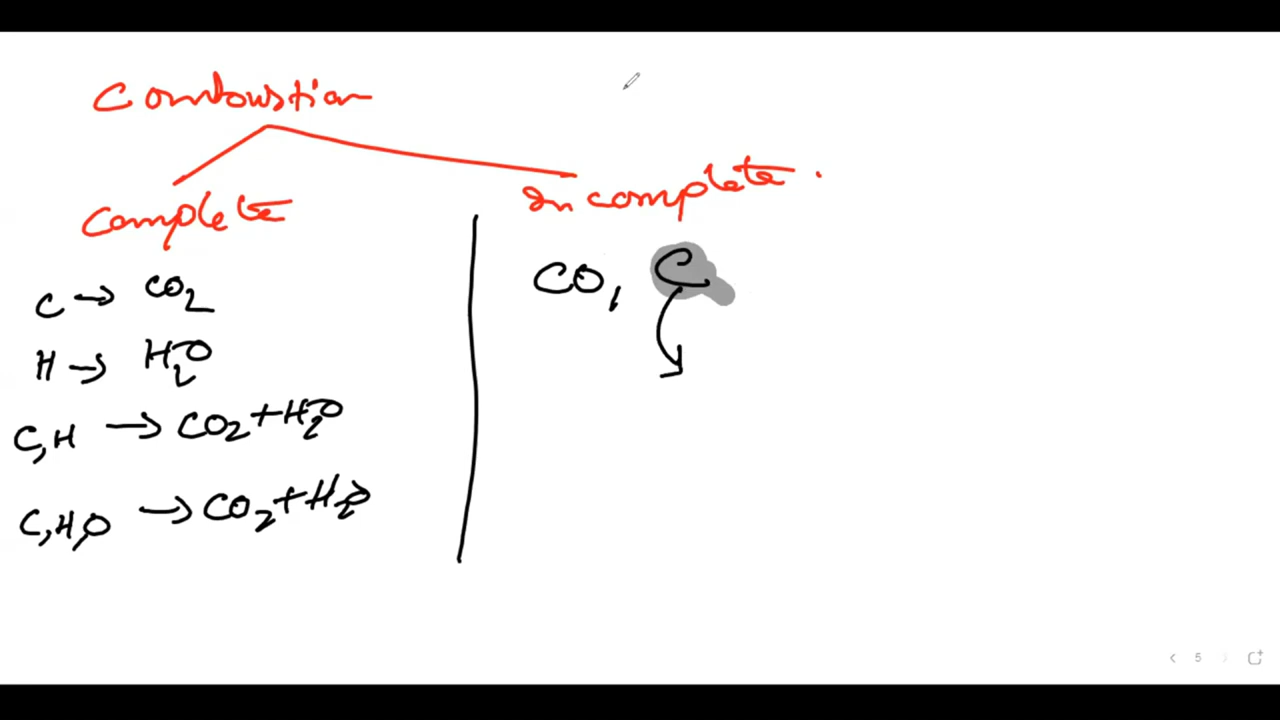 Combustion
Complete
Incomplete.
C → CO2
H → H2O
C,H → CO2+H2O
C,H,O → CO2+H2O
CO, C
5